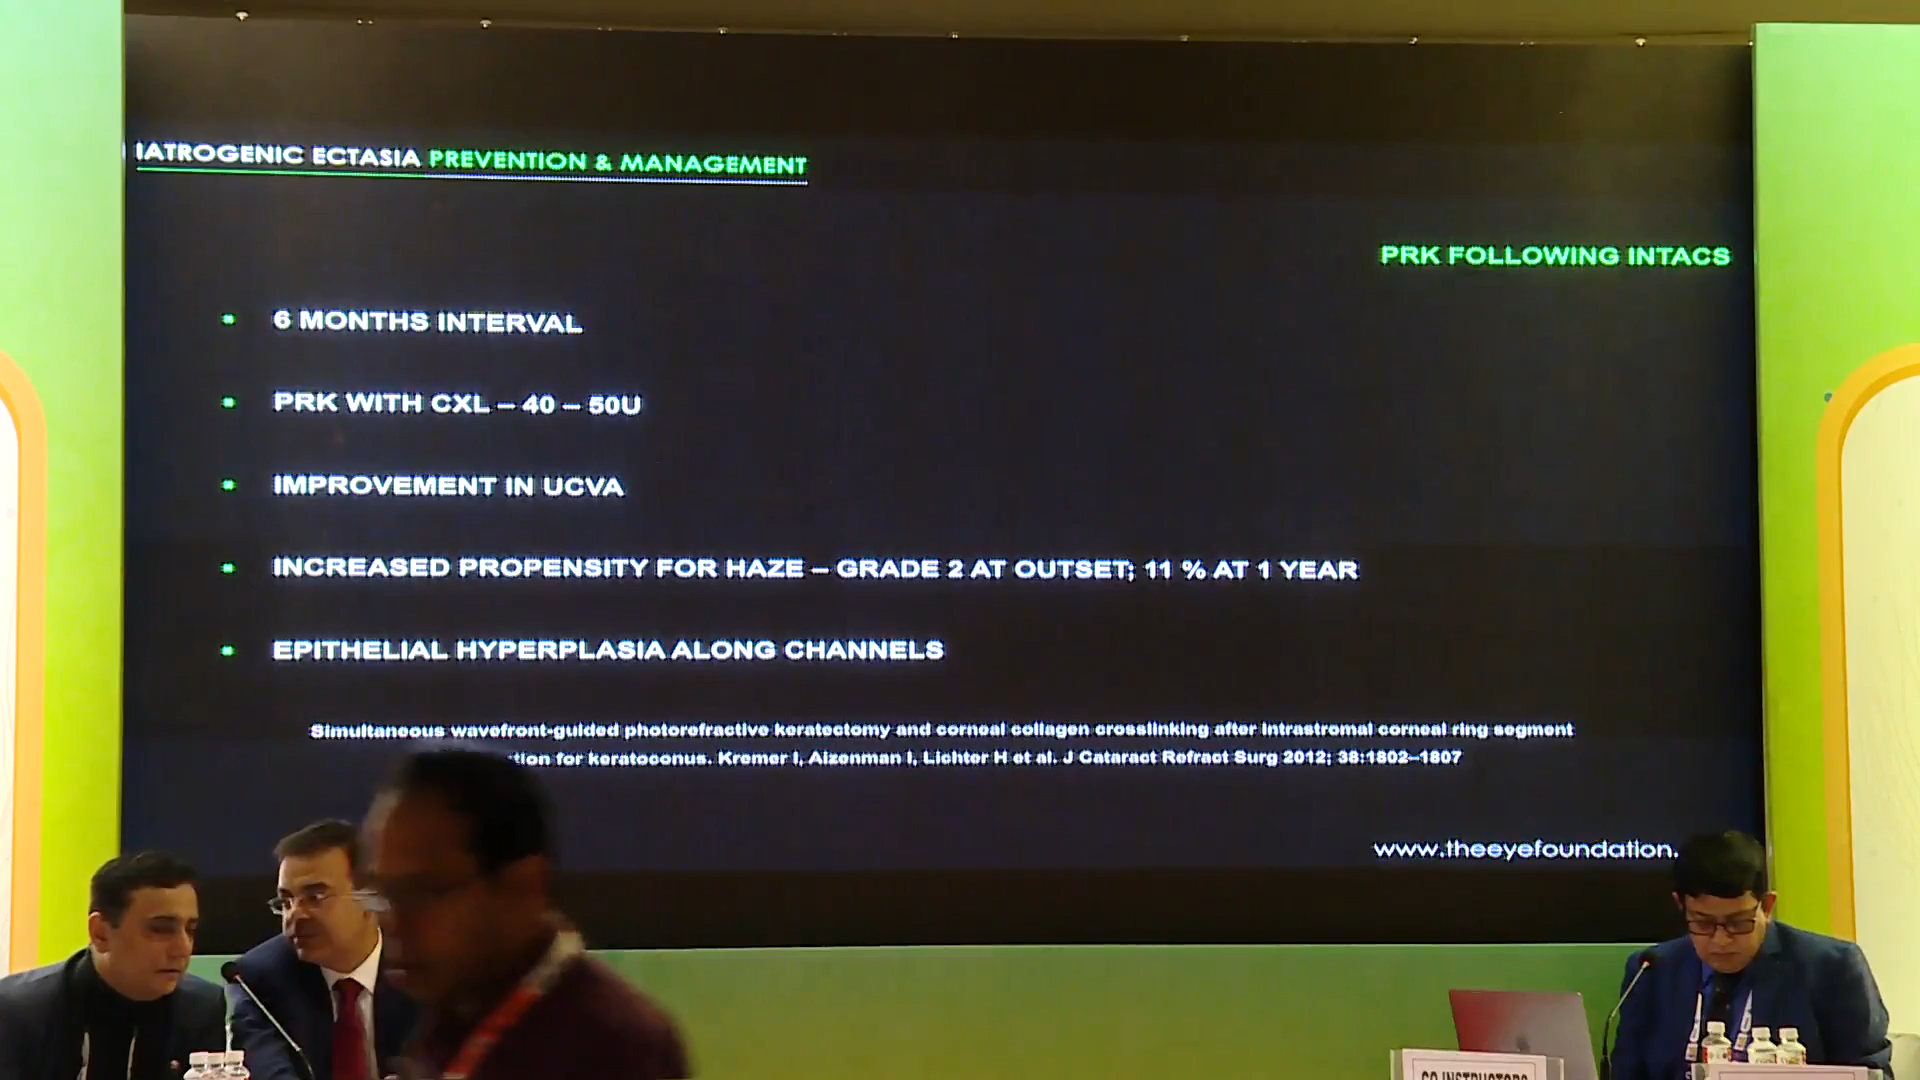 IATROGENIC ECTASIA PREVENTION & MANAGEMENT
PRK FOLLOWING INTACS
6 MONTHS INTERVAL
PRK WITH CXL – 40 – 50U
IMPROVEMENT IN UCVA
INCREASED PROPENSITY FOR HAZE – GRADE 2 AT OUTSET; 11 % AT 1 YEAR
EPITHELIAL HYPERPLASIA ALONG CHANNELS
Simultaneous wavefront-guided photorefractive keratectomy and corneal collagen crosslinking after intrastromal corneal ring segment
for keratoconus. Kremer I, Aizenman I, Lichter H et al. J Cataract Refract Surg 2012; 38:1802–1807
www.theeyefoundation.
CO INSTRUCTORS